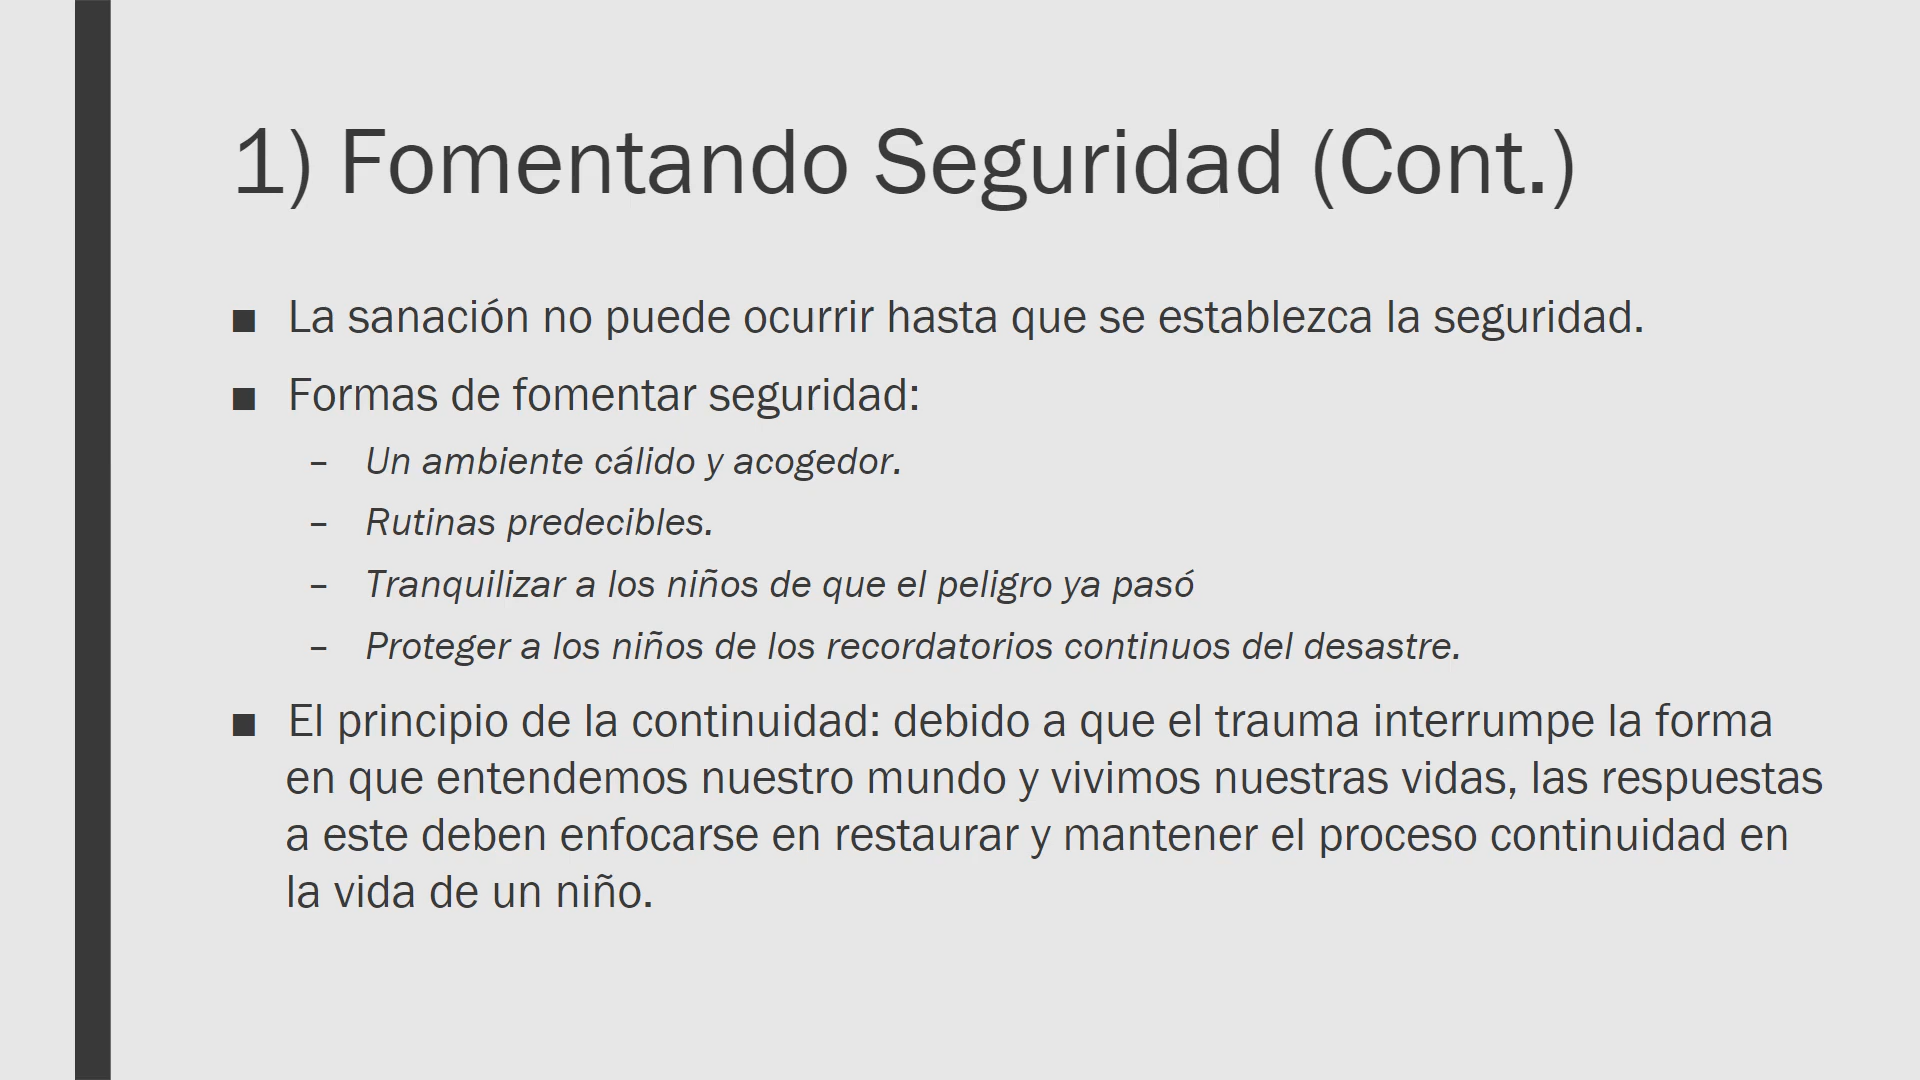 1) Fomentando Seguridad (Cont.)
■ La sanación no puede ocurrir hasta que se establezca la seguridad.
■ Formas de fomentar seguridad:
– Un ambiente cálido y acogedor.
– Rutinas predecibles.
– Tranquilizar a los niños de que el peligro ya pasó
– Proteger a los niños de los recordatorios continuos del desastre.
■ El principio de la continuidad: debido a que el trauma interrumpe la forma
en que entendemos nuestro mundo y vivimos nuestras vidas, las respuestas
a este deben enfocarse en restaurar y mantener el proceso continuidad en
la vida de un niño.